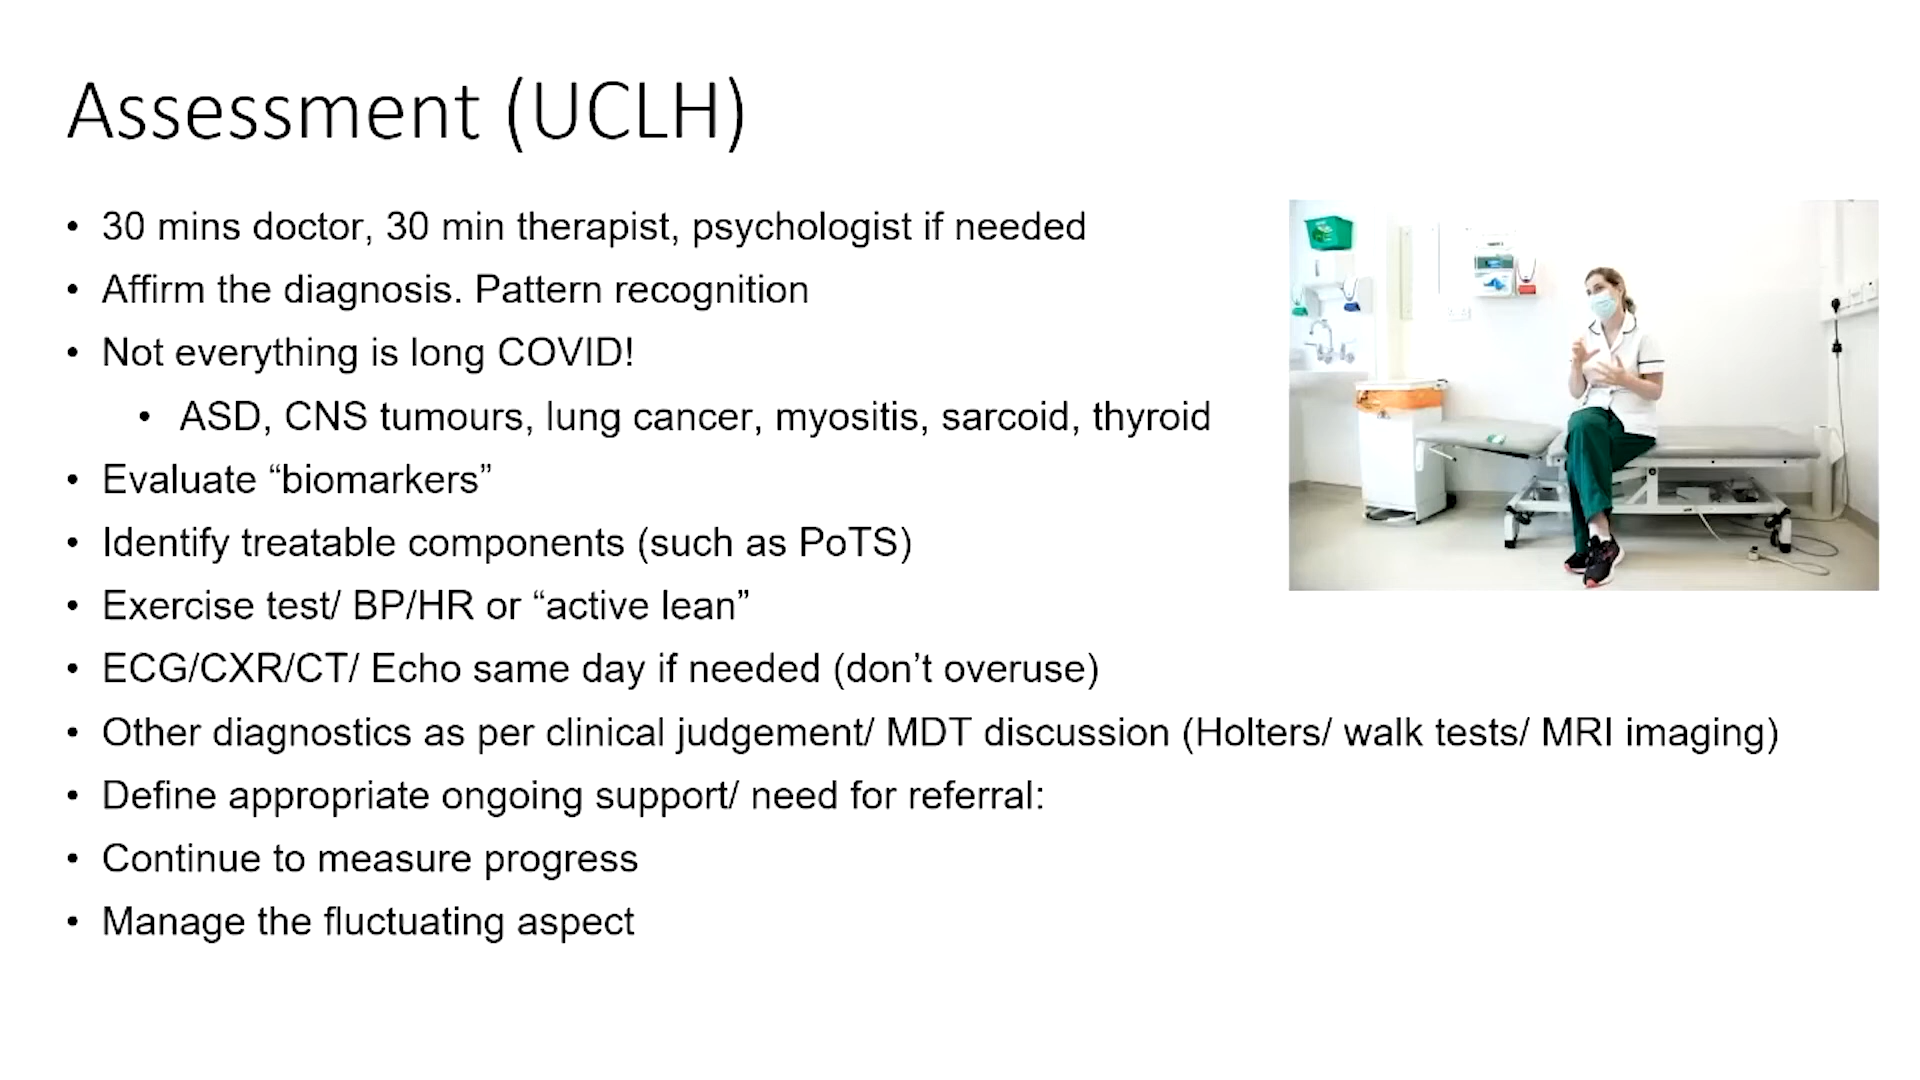 Assessment (UCLH)
• 30 mins doctor, 30 min therapist, psychologist if needed
• Affirm the diagnosis. Pattern recognition
• Not everything is long COVID!
• ASD, CNS tumours, lung cancer, myositis, sarcoid, thyroid
• Evaluate “biomarkers”
• Identify treatable components (such as PoTS)
• Exercise test/ BP/HR or “active lean”
• ECG/CXR/CT/ Echo same day if needed (don’t overuse)
• Other diagnostics as per clinical judgement/ MDT discussion (Holters/ walk tests/ MRI imaging)
• Define appropriate ongoing support/ need for referral:
• Continue to measure progress
• Manage the fluctuating aspect